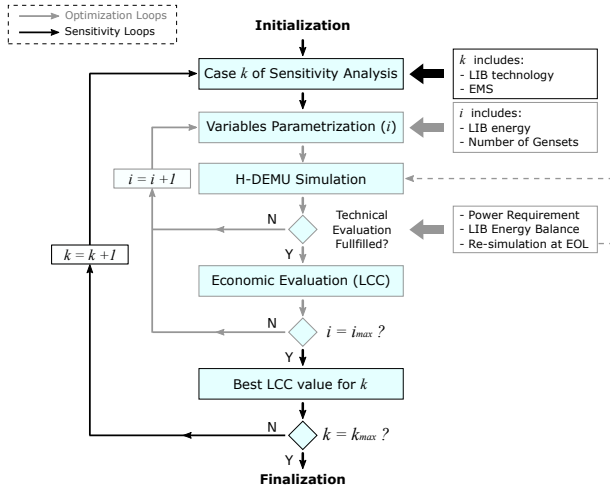 Optimization Loops
Sensitivity Loops
Initialization
Case k of Sensitivity Analysis
k includes:
- LIB technology
- EMS
Variables Parametrization (i)
i includes:
- LIB energy
- Number of Gensets
i = i +1
H-DEMU Simulation
N
Technical
Evaluation
Fullfilled?
- Power Requirement
- LIB Energy Balance
- Re-simulation at EOL
Y
k = k +1
Economic Evaluation (LCC)
N
i = imax ?
Y
Best LCC value for k
N
k = kmax ?
Y
Finalization